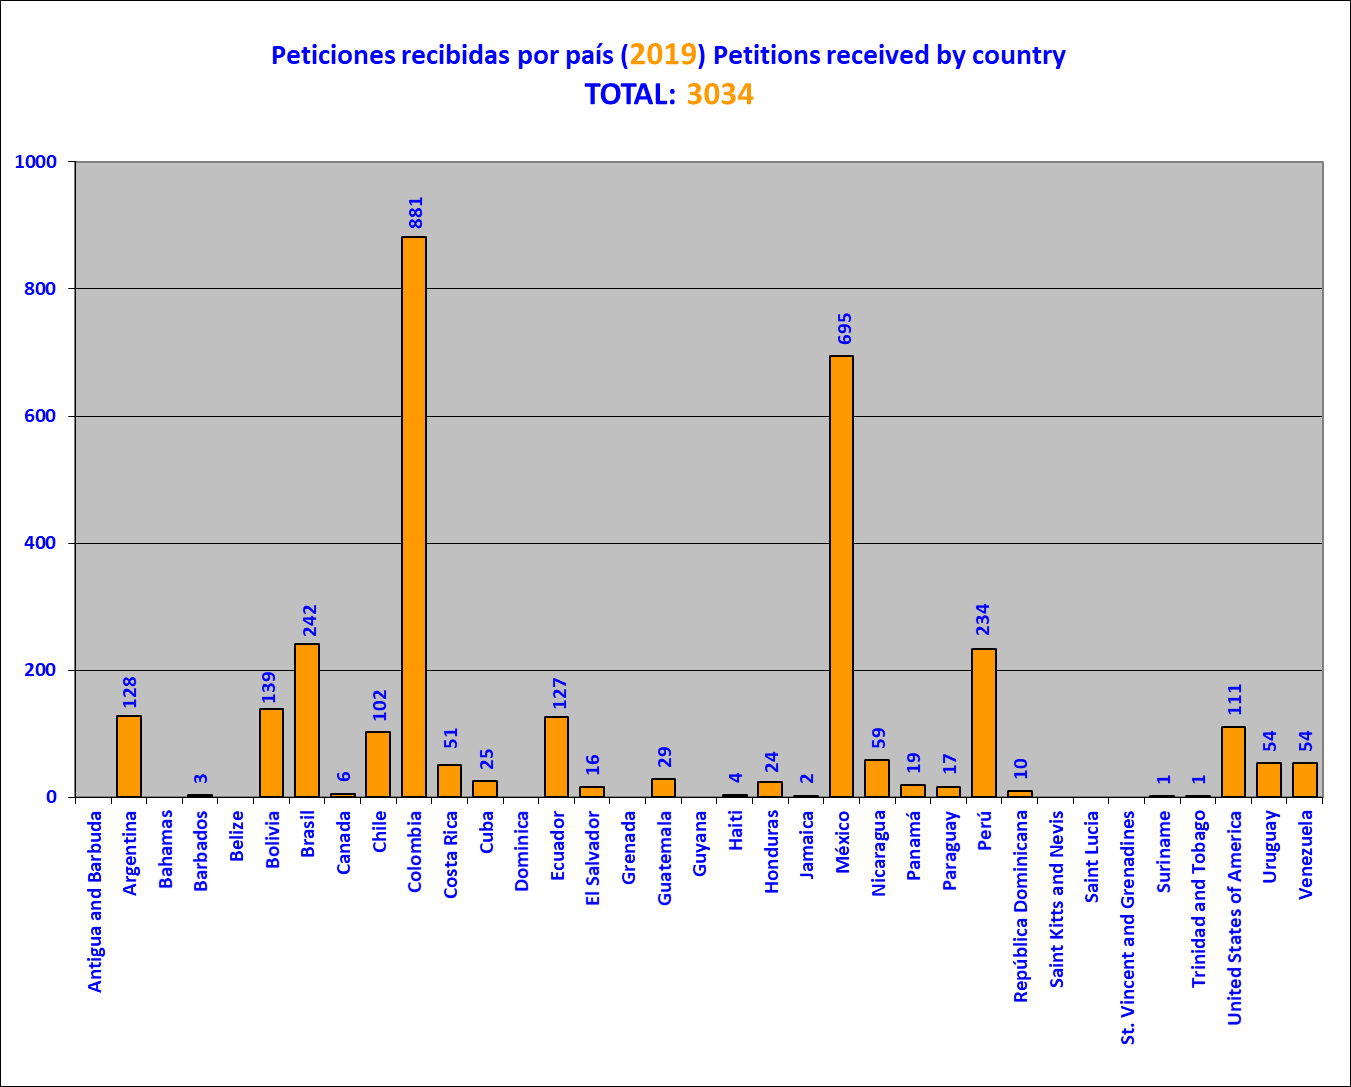 Peticiones recibidas por país (2019) Petitions received by country
TOTAL: 3034
1000
800
600
400
200
0
128
3
139
242
6
102
881
51
25
127
16
29
4
24
2
695
59
19
17
234
10
1
1
111
54
54
Antigua and Barbuda
Argentina
Bahamas
Barbados
Belize
Bolivia
Brasil
Canada
Chile
Colombia
Costa Rica
Cuba
Dominica
Ecuador
El Salvador
Grenada
Guatemala
Guyana
Haiti
Honduras
Jamaica
México
Nicaragua
Panamá
Paraguay
Perú
República Dominicana
Saint Kitts and Nevis
Saint Lucia
St. Vincent and Grenadines
Suriname
Trinidad and Tobago
United States of America
Uruguay
Venezuela